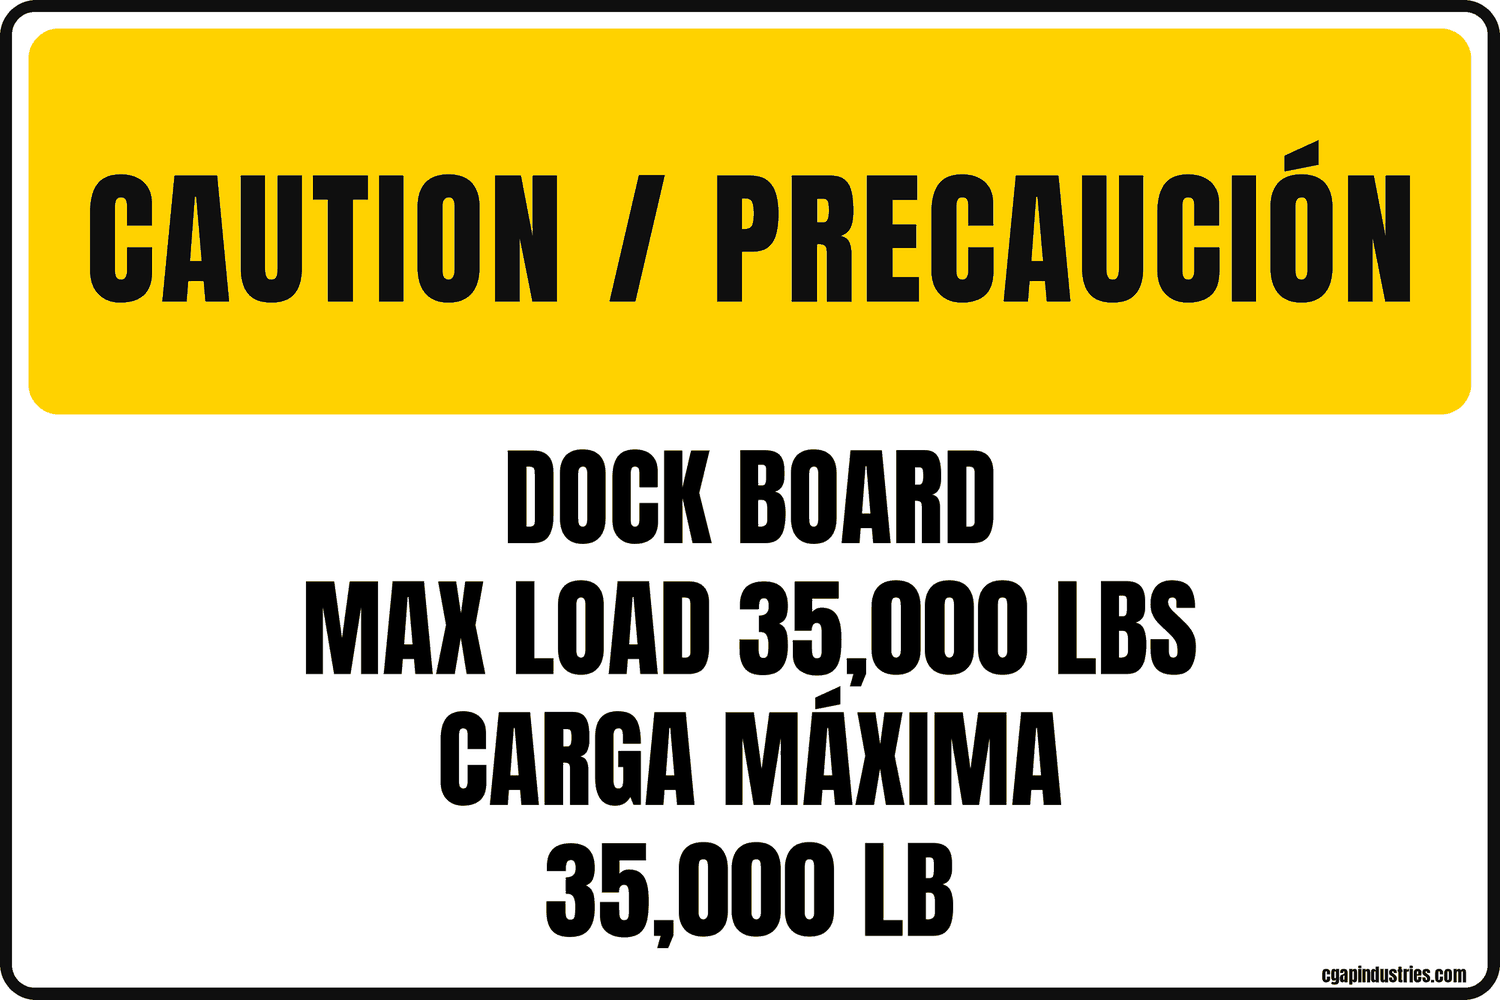 CAUTION / PRECAUCIÓN
DOCK BOARD
MAX LOAD 35,000 LBS
CARGA MÁXIMA
35,000 LB
cgapindustries.com